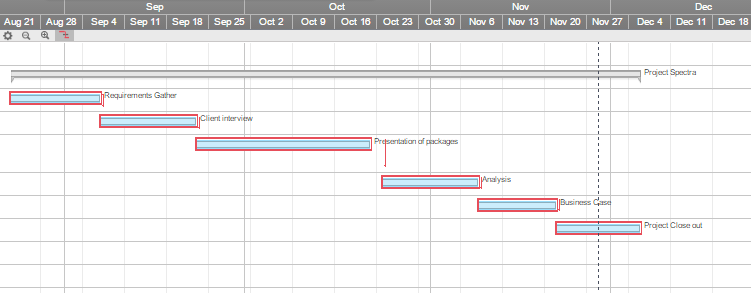 Sep Oct Nov Dec
Aug 21 Aug 28 Sep 4 Sep 11 Sep 18 Sep 25 Oct 2 Oct 9 Oct 16 Oct 23 Oct 30 Nov 6 Nov 13 Nov 20 Nov 27 Dec 4 Dec 11 Dec 18
Project Spectra
Requirements Gather
Client interview
Presentation of packages
Analysis
Business Case
Project Close out